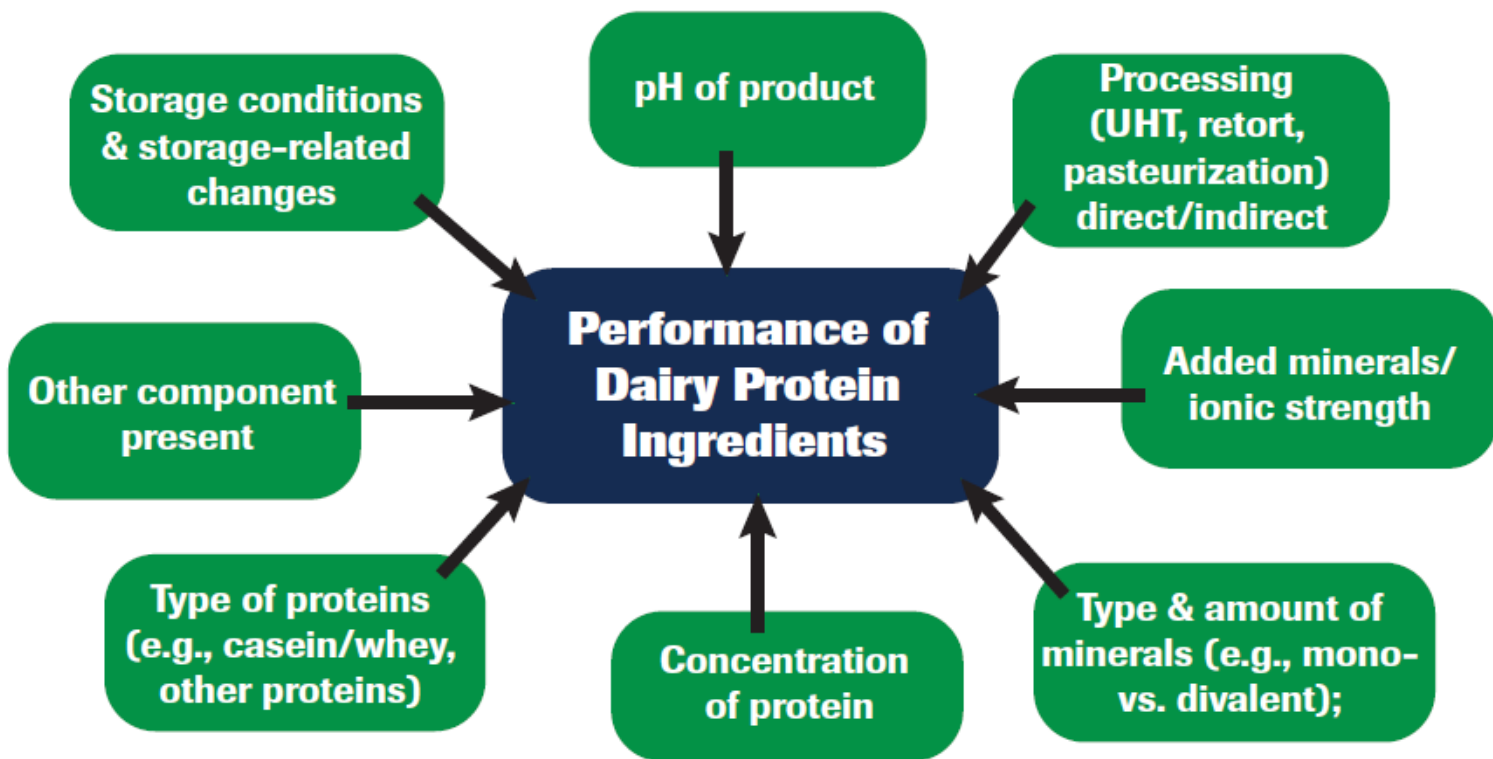 Storage conditions
& storage-related
changes
pH of product
Processing
(UHT, retort,
pasteurization)
direct/indirect
Other component
present
Performance of
Dairy Protein
Ingredients
Added minerals/
ionic strength
Type of proteins
(e.g., casein/whey,
other proteins)
Concentration
of protein
Type & amount of
minerals (e.g., mono-
vs. divalent);